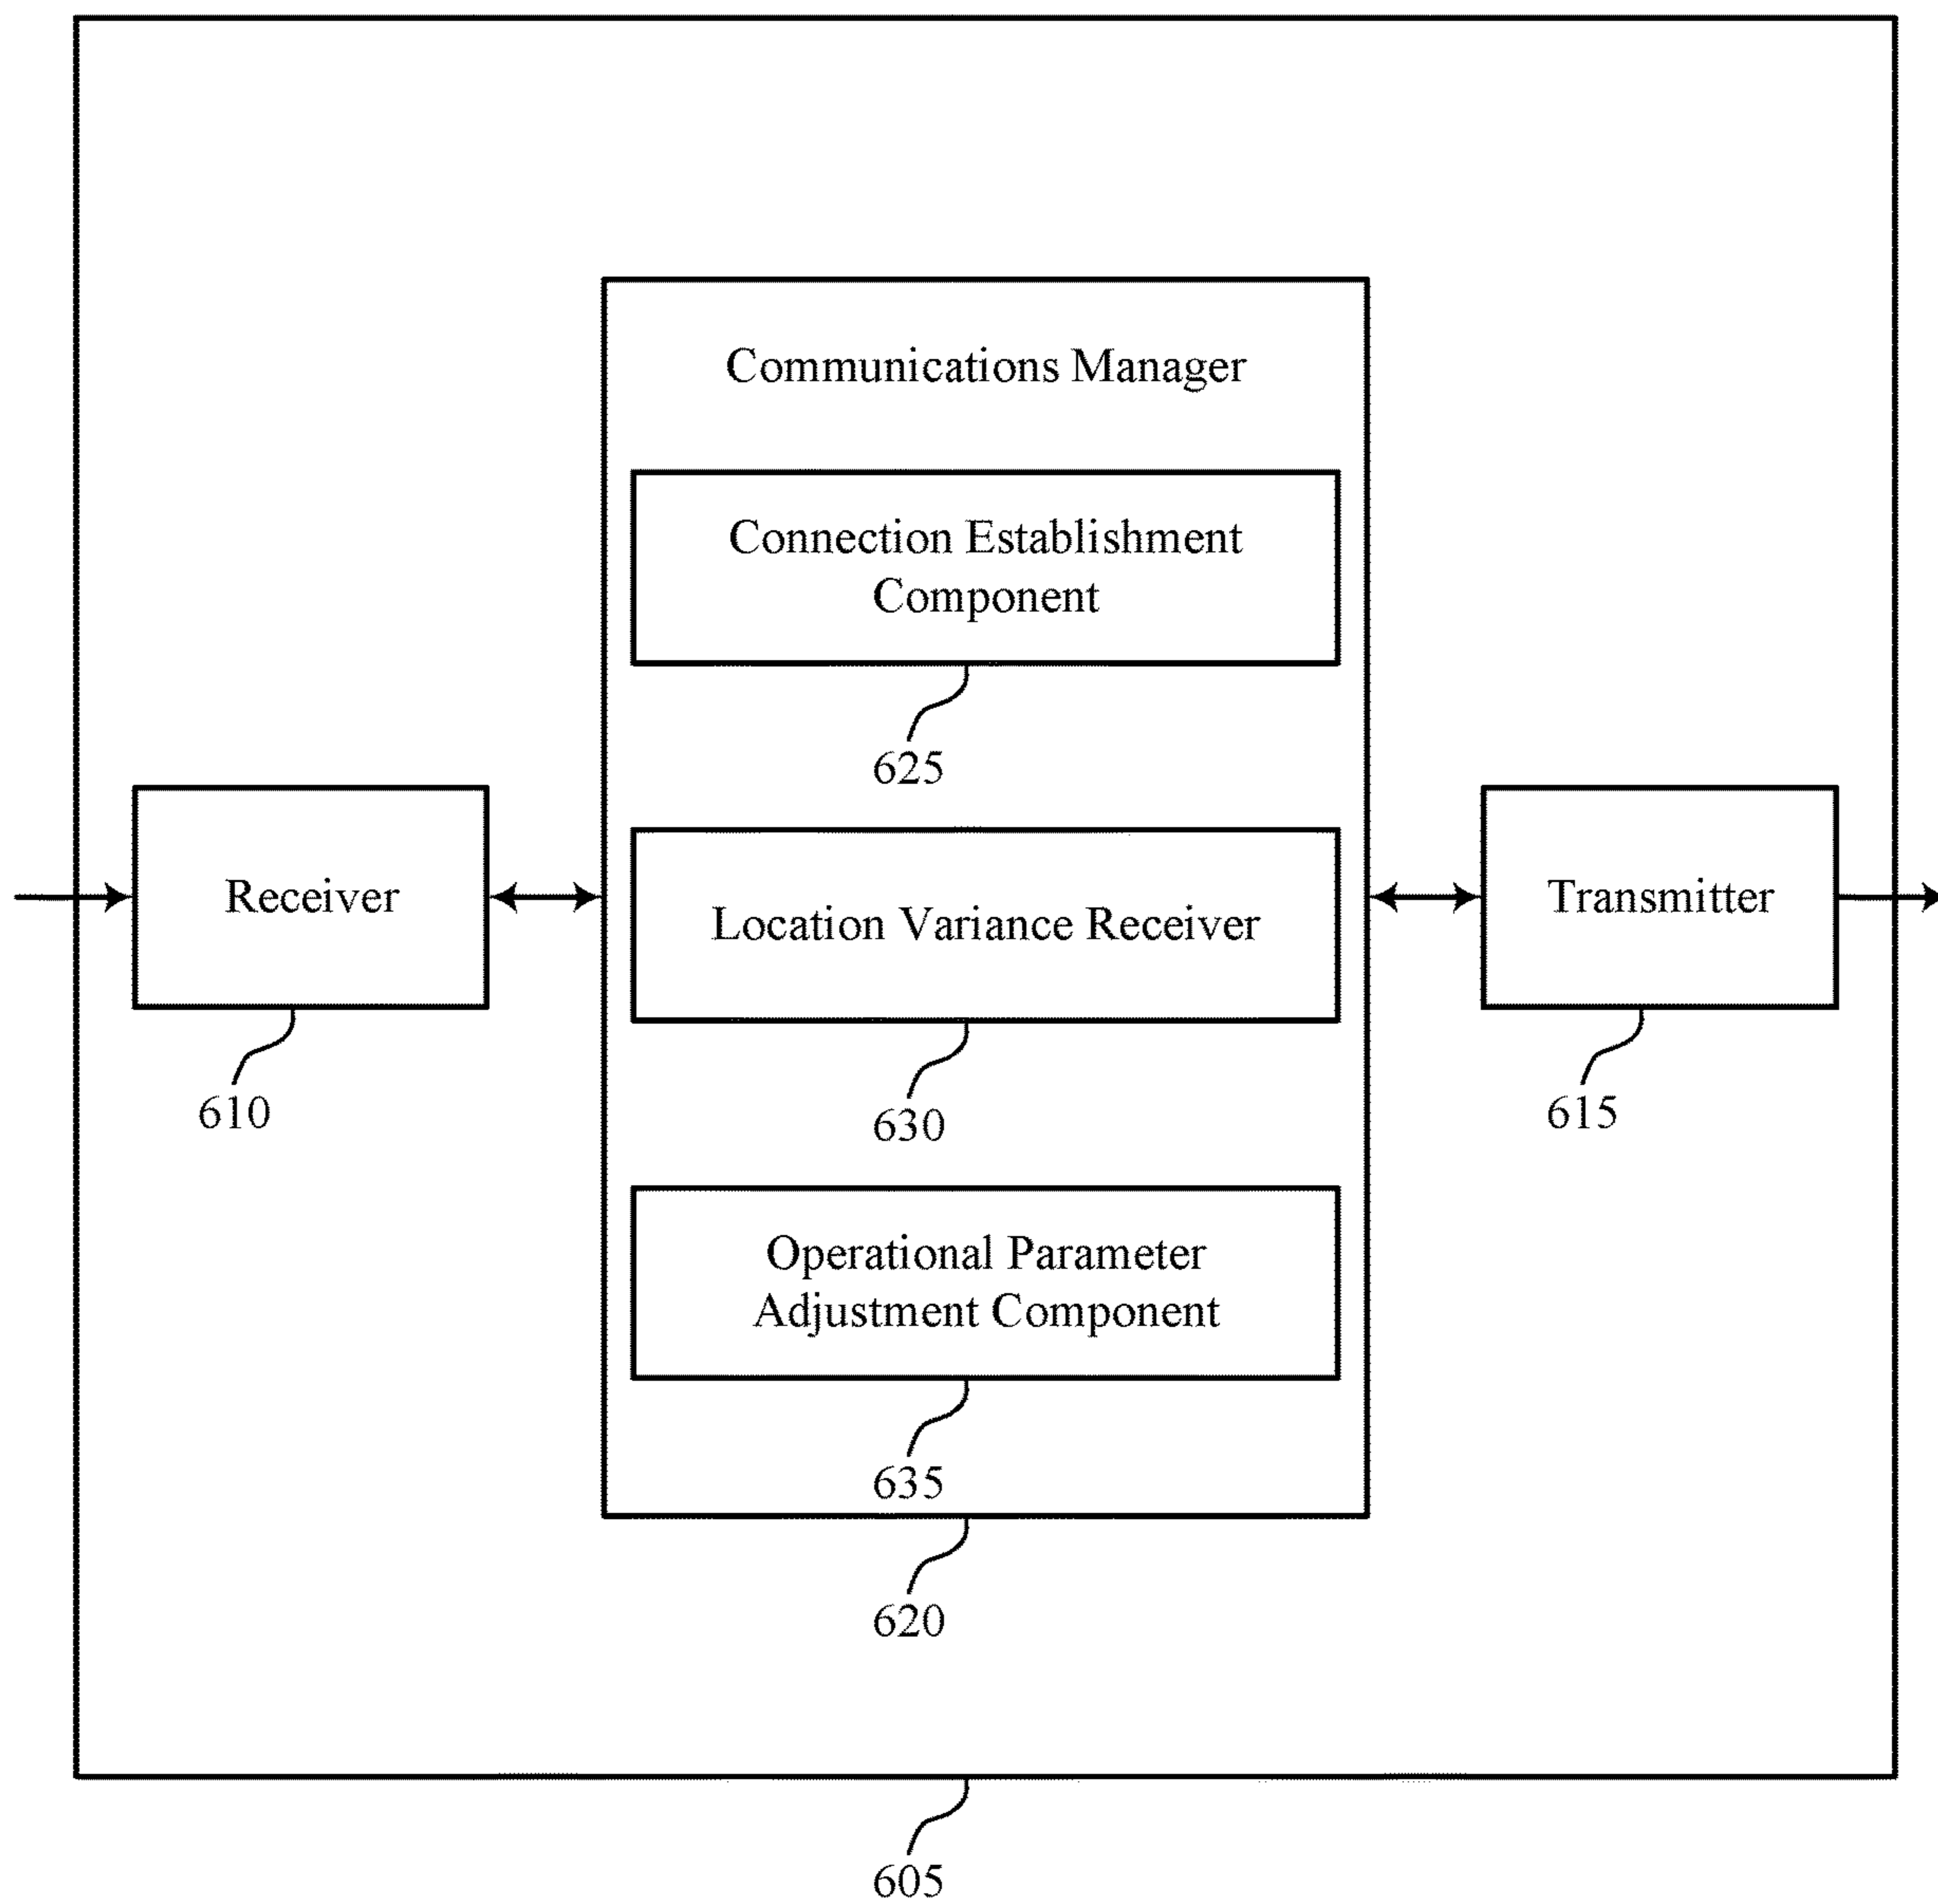 Communications Manager
Connection Establishment
Component
625
Receiver
610
Location Variance Receiver
630
Transmitter
615
Operational Parameter
Adjustment Component
635
620
605